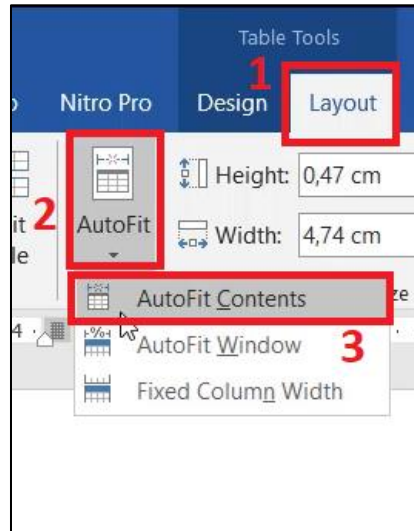 Table Tools
1
Nitro Pro Design Layout
Height: 0,47 cm
2 AutoFit
Width: 4,74 cm
AutoFit Contents
AutoFit Window 3
Fixed Column Width